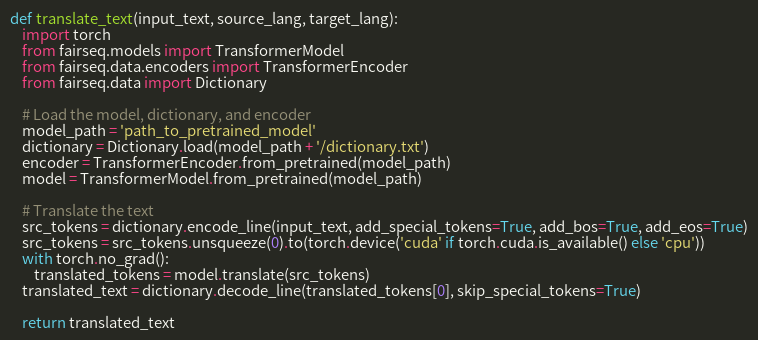 def translate_text(input_text, source_lang, target_lang):
    import torch
    from fairseq.models import TransformerModel
    from fairseq.data.encoders import TransformerEncoder
    from fairseq.data import Dictionary

    # Load the model, dictionary, and encoder
    model_path = 'path_to_pretrained_model'
    dictionary = Dictionary.load(model_path + '/dictionary.txt')
    encoder = TransformerEncoder.from_pretrained(model_path)
    model = TransformerModel.from_pretrained(model_path)

    # Translate the text
    src_tokens = dictionary.encode_line(input_text, add_special_tokens=True, add_bos=True, add_eos=True)
    src_tokens = src_tokens.unsqueeze(0).to(torch.device('cuda' if torch.cuda.is_available() else 'cpu'))
    with torch.no_grad():
        translated_tokens = model.translate(src_tokens)
    translated_text = dictionary.decode_line(translated_tokens[0], skip_special_tokens=True)

    return translated_text